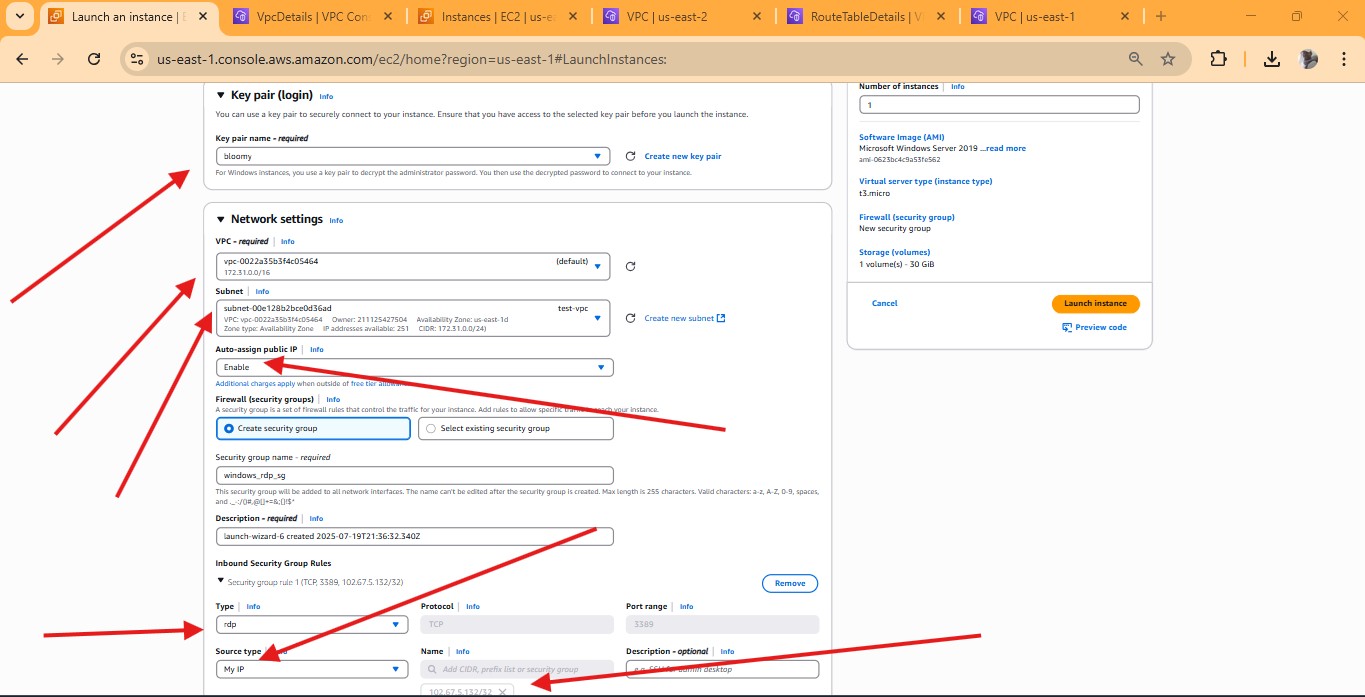 Launch an instance | E
VpcDetails | VPC Con
Instances | EC2 | us-e
VPC | us-east-2
RouteTableDetails | V
VPC | us-east-1
us-east-1.console.aws.amazon.com/ec2/home?region=us-east-1#LaunchInstances:
Key pair (login) Info
You can use a key pair to securely connect to your instance. Ensure that you have access to the selected key pair before you launch the instance.
Key pair name - required
bloomy
Create new key pair
For Windows instances, you use a key pair to decrypt the administrator password. You then use the decrypted password to connect to your instance.
Network settings Info
VPC - required | Info
vpc-0022a35b3f4c05464 (default)
172.31.0.0/16
Subnet | Info
subnet-00e128b2bce0d36ad test-vpc
VPC: vpc-0022a35b3f4c05464 Owner: 211125427504 Availability Zone: us-east-1d
Zone type: Availability Zone IP addresses available: 251 CIDR: 172.31.0.0/24)
Create new subnet
Auto-assign public IP | Info
Enable
Additional charges apply when outside of free tier
Firewall (security groups) | Info
A security group is a set of firewall rules that control the traffic for your instance. Add rules to allow specific your instance.
Create security group
Select existing security group
Security group name - required
windows_rdp_sg
This security group will be added to all network interfaces. The name can't be edited after the security group is created. Max length is 255 characters. Valid characters: a-z, A-Z, 0-9, spaces,
and ._-:/()#,@[]+=&;{}!$*
Description - required | Info
launch-wizard-6 created 2025-07-19T21:36:32.340Z
Inbound Security Group Rules
Security group rule 1 (TCP, 3389, 102.67.5.132/32)
Remove
Type | Info
Protocol | Info
Port range | Info
rdp
TCP
3389
Source type
Name | Info
Description - optional | Info
My IP
Add CIDR, prefix list or security group
e.g. SSH for admin desktop
102.67.5.132/32
Number of instances | Info
1
Software Image (AMI)
Microsoft Windows Server 2019 ...read more
ami-0623bc4c9a53fe562
Virtual server type (instance type)
t3.micro
Firewall (security group)
New security group
Storage (volumes)
1 volume(s) - 30 GiB
Cancel
Launch instance
Preview code